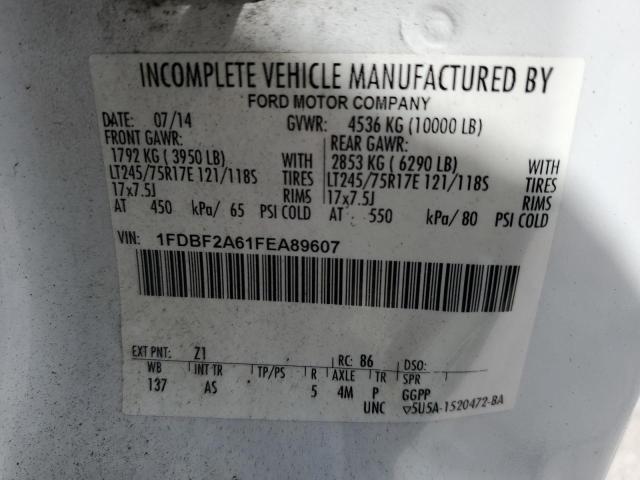 INCOMPLETE VEHICLE MANUFACTURED BY
FORD MOTOR COMPANY
DATE: 07/14 GVWR: 4536 KG (10000 LB)
FRONT GAWR: REAR GAWR:
1792 KG ( 3950 LB) WITH 2853 KG ( 6290 LB) WITH
LT245/75R17E 121/118S TIRES LT245/75R17E 121/118S TIRES
17x7.5J RIMS 17x7.5J RIMS
AT 450 kPa/ 65 PSI COLD AT 550 kPa/ 80 PSI COLD
VIN: 1FDBF2A61FEA89607
EXT PNT: Z1 RC: 86 DSO:
WB INT TR TP/PS R AXLE TR SPR
137 AS 5 4M P GGPP
UNC ▽5U5A-1520472-BA